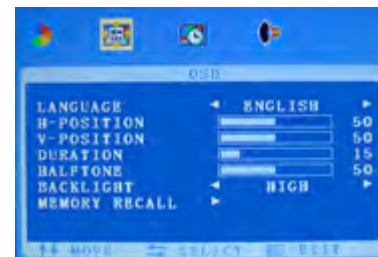 OSD
LANGUAGE ENGLISH
H-POSITION 50
V-POSITION 50
DURATION 15
HALFTONE 50
BACKLIGHT HIGH
MEMORY RECALL
MOVE SELECT EXIT